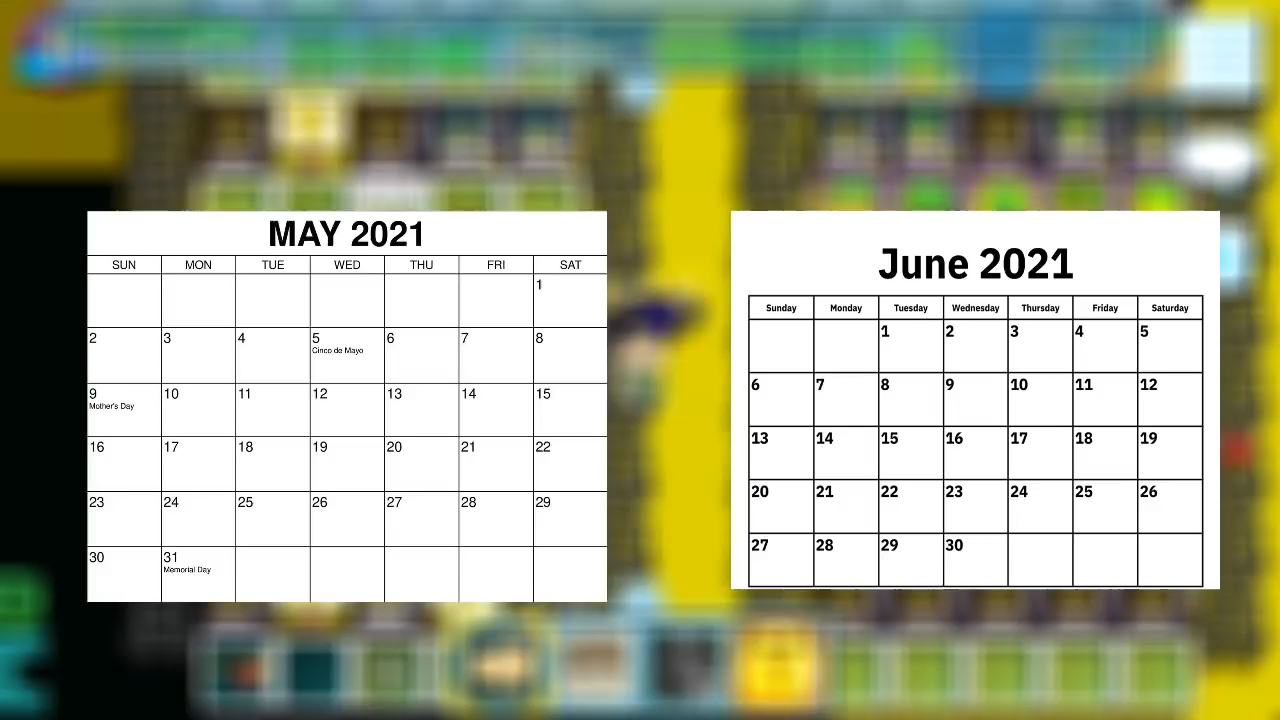 MAY 2021
SUN MON TUE WED THU FRI SAT
1
2 3 4 5 6 7 8
Cinco de Mayo
9 10 11 12 13 14 15
Mother's Day
16 17 18 19 20 21 22
23 24 25 26 27 28 29
30 31
Memorial Day
June 2021
Sunday Monday Tuesday Wednesday Thursday Friday Saturday
1 2 3 4 5
6 7 8 9 10 11 12
13 14 15 16 17 18 19
20 21 22 23 24 25 26
27 28 29 30